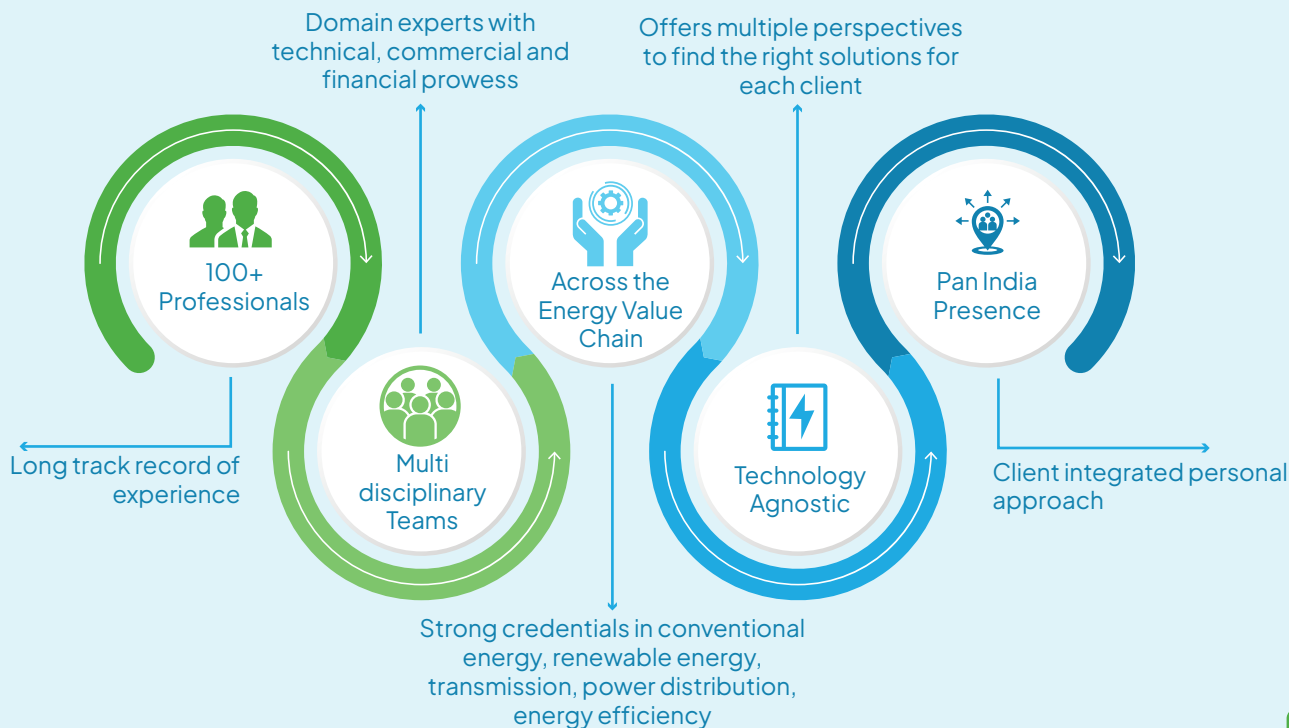 Domain experts with
technical, commercial and
financial prowess
Offers multiple perspectives
to find the right solutions for
each client
100+
Professionals
Across the
Energy Value
Chain
Pan India
Presence
Long track record of
experience
Multi
disciplinary
Teams
Technology
Agnostic
Client integrated personal
approach
Strong credentials in conventional
energy, renewable energy,
transmission, power distribution,
energy efficiency